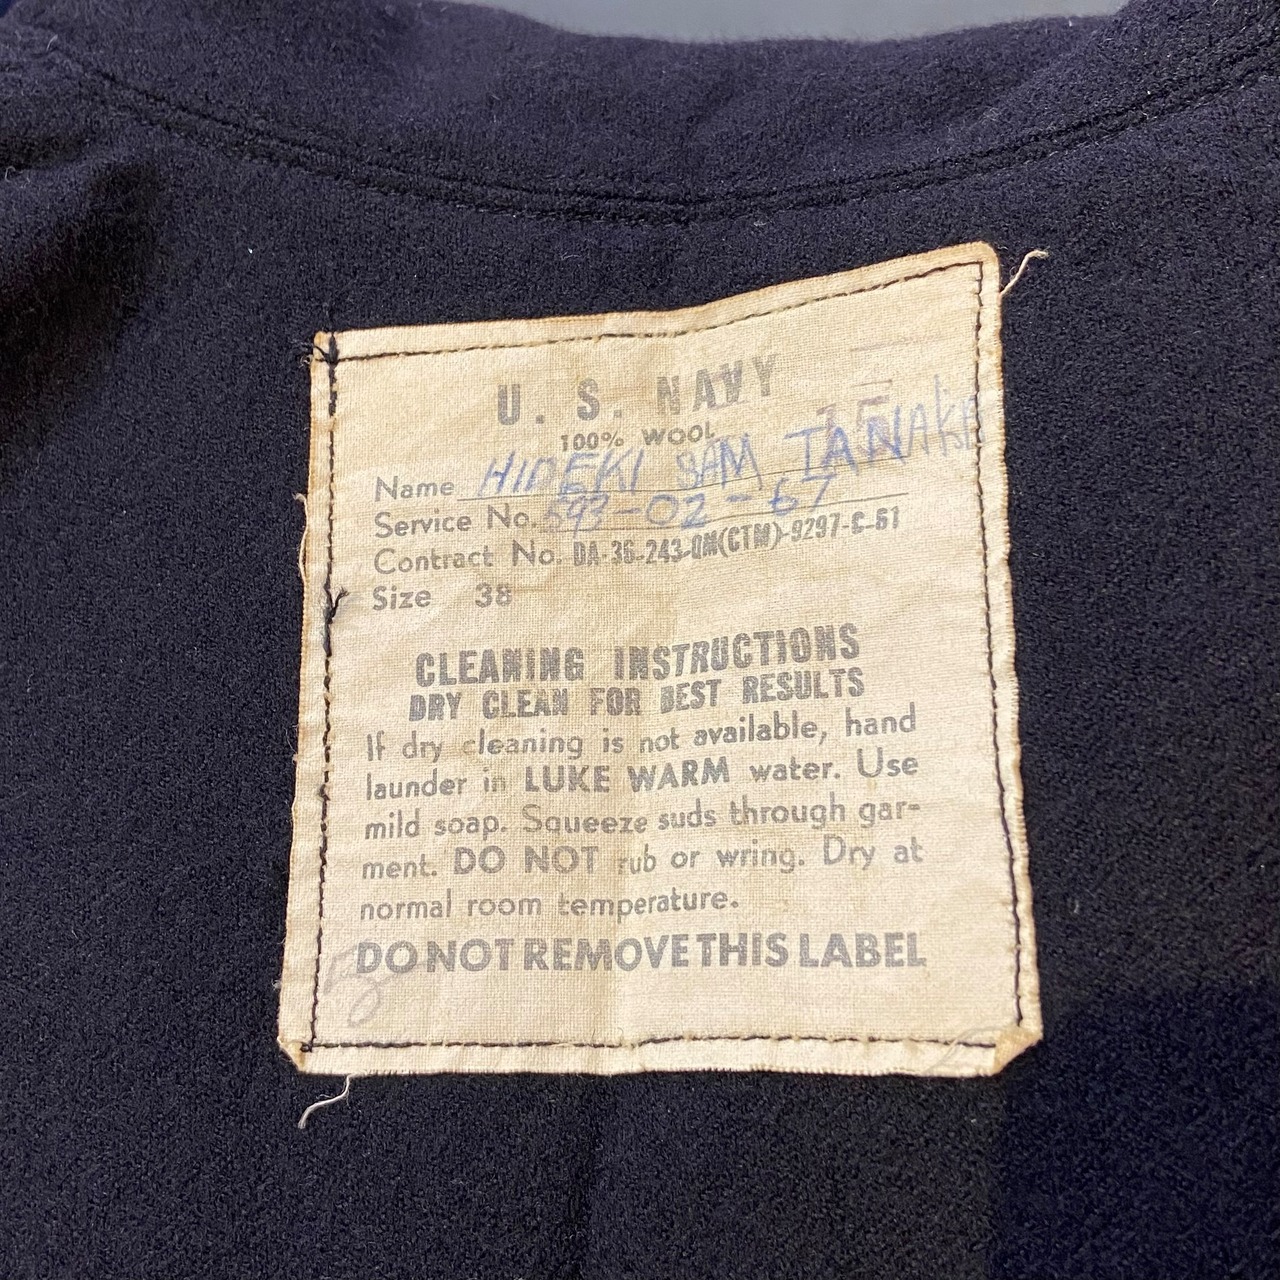 U. S. NAVY
15
100% WOOL
Name HIDEKI SAM TANAKA
Service No. 593-02-67
Contract No. DA-36-243-QM(CTM)-9297-C-61
Size 38
CLEANING INSTRUCTIONS
DRY CLEAN FOR BEST RESULTS
If dry cleaning is not available, hand
launder in LUKE WARM water. Use
mild soap. Squeeze suds through gar-
ment. DO NOT rub or wring. Dry at
normal room temperature.
DO NOT REMOVE THIS LABEL